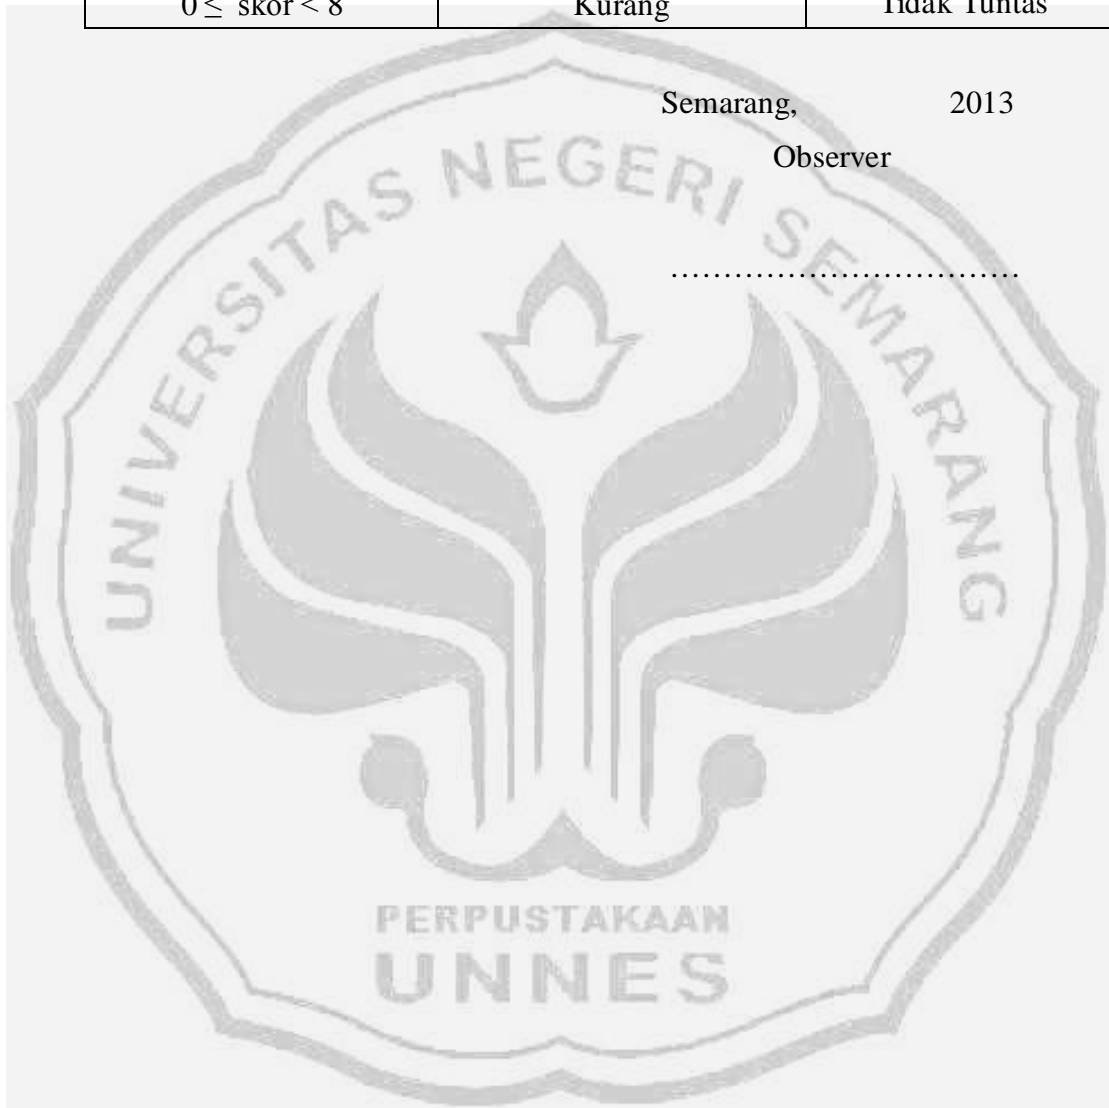 0 ≤ skor < 8 Kurang Tidak Tuntas
Semarang, 2013
Observer
.................................
UNIVERSITAS NEGERI SEMARANG
PERPUSTAKAAN
UNNES